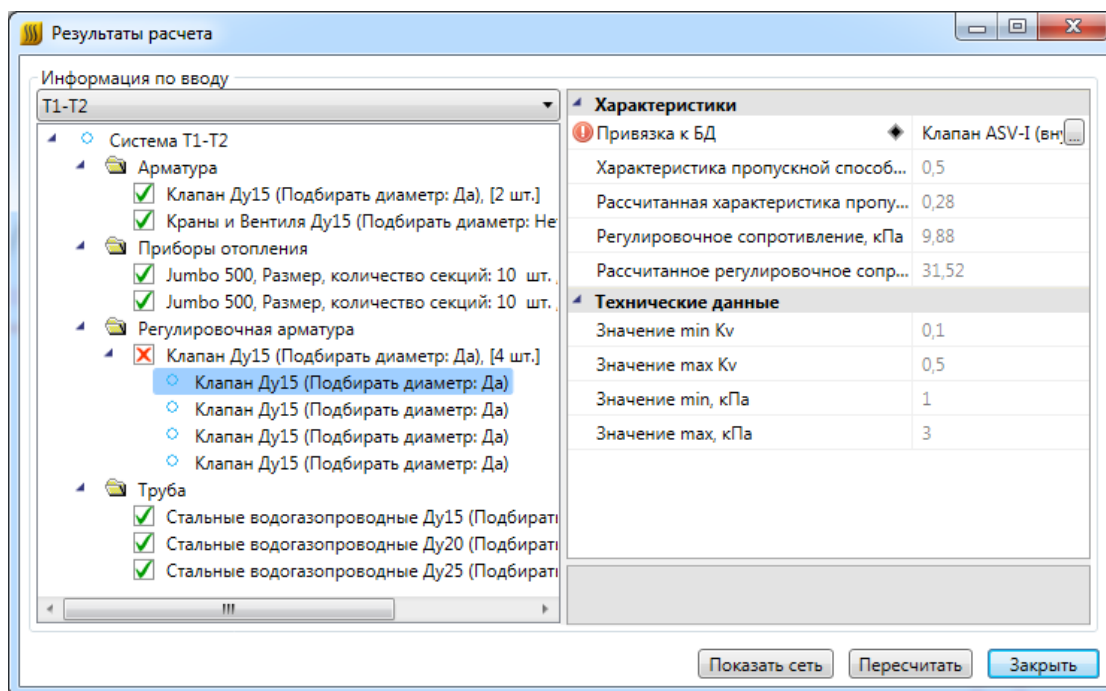 Результаты расчета
Информация по вводу
Т1-Т2
Система Т1-Т2
Арматура
Клапан Ду15 (Подбирать диаметр: Да), [2 шт.]
Краны и Вентиля Ду15 (Подбирать диаметр: Не
Приборы отопления
Jumbo 500, Размер, количество секций: 10 шт.
Jumbo 500, Размер, количество секций: 10 шт.
Регулировочная арматура
Клапан Ду15 (Подбирать диаметр: Да), [4 шт.]
Клапан Ду15 (Подбирать диаметр: Да)
Клапан Ду15 (Подбирать диаметр: Да)
Клапан Ду15 (Подбирать диаметр: Да)
Клапан Ду15 (Подбирать диаметр: Да)
Труба
Стальные водогазопроводные Ду15 (Подбират
Стальные водогазопроводные Ду20 (Подбират
Стальные водогазопроводные Ду25 (Подбират
Характеристики
Привязка к БД Клапан ASV-I (вну ...
Характеристика пропускной способ... 0,5
Рассчитанная характеристика пропу... 0,28
Регулировочное сопротивление, кПа 9,88
Рассчитанное регулировочное сопр... 31,52
Технические данные
Значение min Kv 0,1
Значение max Kv 0,5
Значение min, кПа 1
Значение max, кПа 3
Показать сеть Пересчитать Закрыть